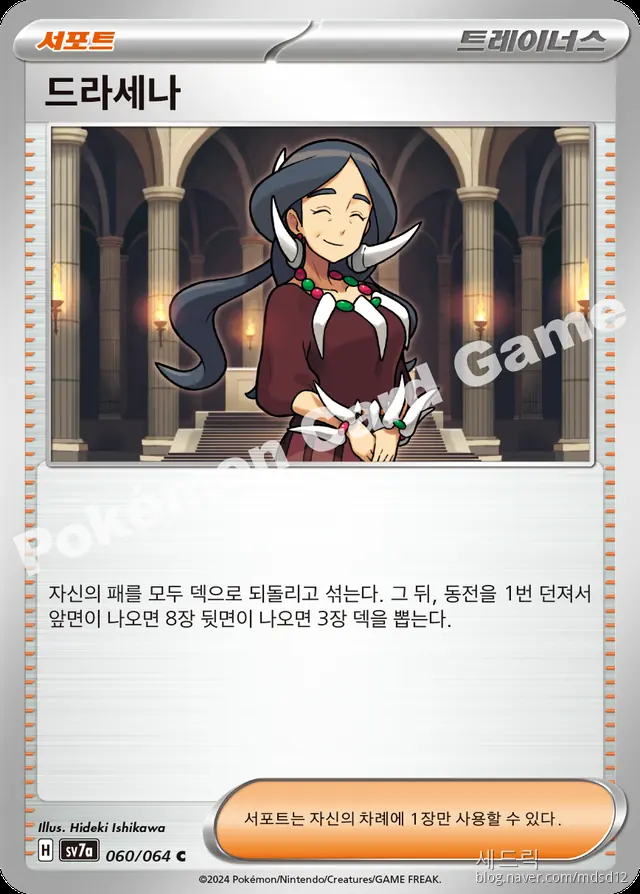 서포트 트레이너스
드라세나
Pokémon Card Game
자신의 패를 모두 덱으로 되돌리고 섞는다. 그 뒤, 동전을 1번 던져서
앞면이 나오면 8장 뒷면이 나오면 3장 덱을 뽑는다.
서포트는 자신의 차례에 1장만 사용할 수 있다.
Illus. Hideki Ishikawa
H sv7a 060/064 C
©2024 Pokémon/Nintendo/Creatures/GAME FREAK.
세드릭
blog.naver.com/mdsd12